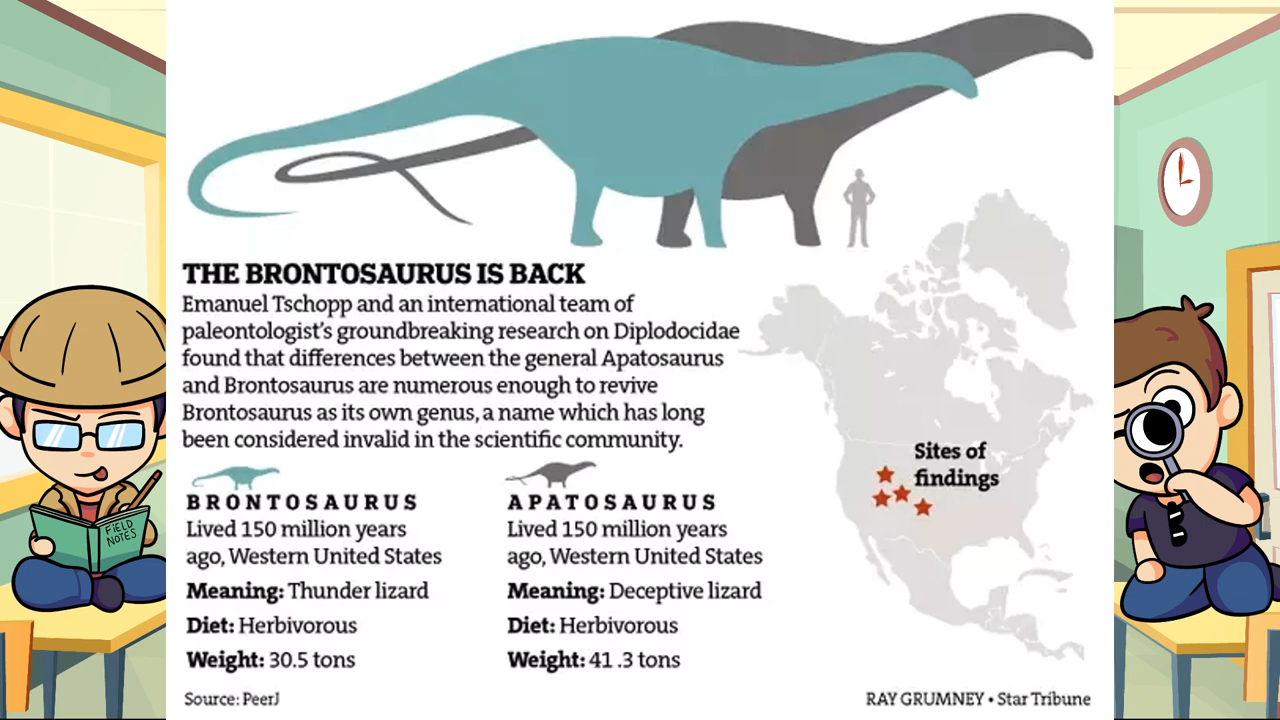 THE BRONTOSAURUS IS BACK
Emanuel Tschopp and an international team of
paleontologist's groundbreaking research on Diplodocidae
found that differences between the general Apatosaurus
and Brontosaurus are numerous enough to revive
Brontosaurus as its own genus, a name which has long
been considered invalid in the scientific community.
Sites of
findings
BRONTOSAURUS
Lived 150 million years
ago, Western United States
Meaning: Thunder lizard
Diet: Herbivorous
Weight: 30.5 tons
APATOSAURUS
Lived 150 million years
ago, Western United States
Meaning: Deceptive lizard
Diet: Herbivorous
Weight: 41 .3 tons
Source: PeerJ
RAY GRUMNEY • Star Tribune
FiELD
NOTES